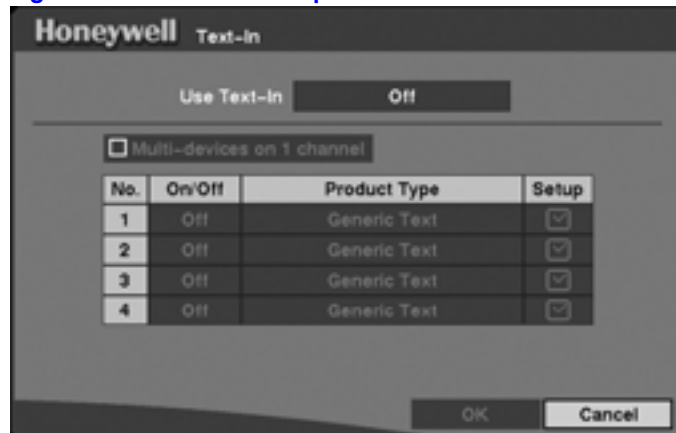 Honeywell Text-In
Use Text-In Off
Multi-devices on 1 channel
No. On/Off Product Type Setup
1 Off Generic Text
2 Off Generic Text
3 Off Generic Text
4 Off Generic Text
OK Cancel